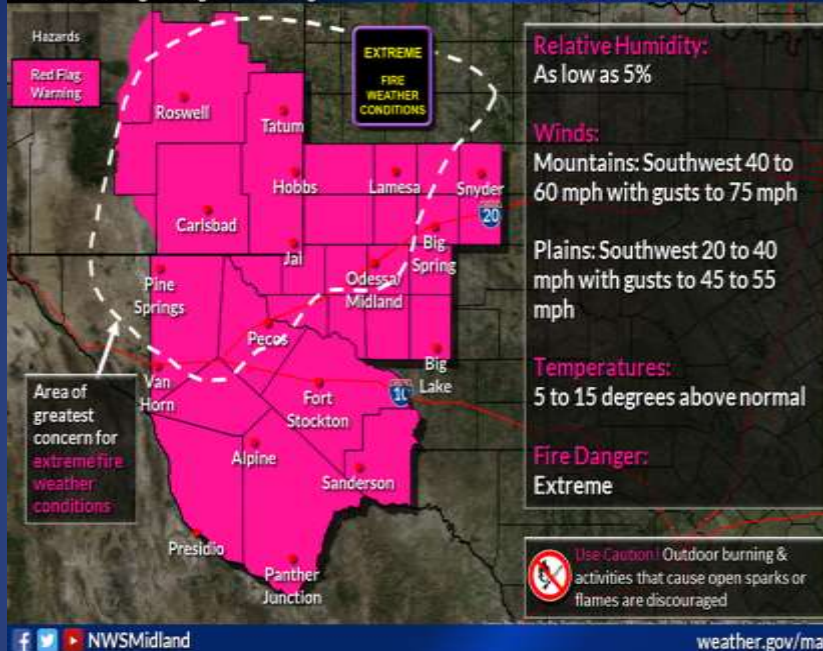 Hazards
Red Flag
Warning
EXTREME
FIRE
WEATHER
CONDITIONS
Roswell
Tatum
Hobbs
Lamesa
Snyder
20
Carlsbad
Big
Spring
Jal
Odessa/
Midland
Pine
Springs
Pecos
Big
Lake
Van
Horn
10
Fort
Stockton
Alpine
Sanderson
Presidio
Panther
Junction
Area of
greatest
concern for
extreme fire
weather
conditions
Relative Humidity:
As low as 5%
Winds:
Mountains: Southwest 40 to
60 mph with gusts to 75 mph
Plains: Southwest 20 to 40
mph with gusts to 45 to 55
mph
Temperatures:
5 to 15 degrees above normal
Fire Danger:
Extreme
Use Caution! Outdoor burning &
activities that cause open sparks or
flames are discouraged
NWSMidland
weather.gov/ma